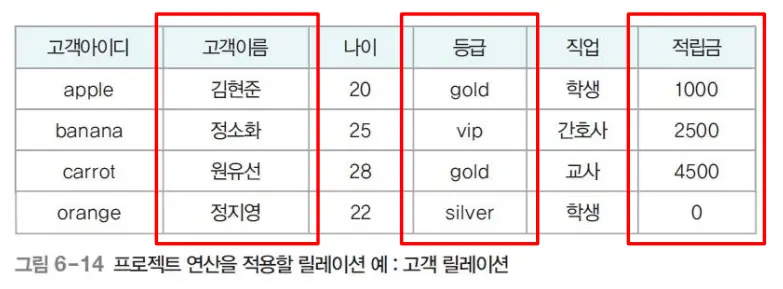 고객아이디 고객이름 나이 등급 직업 적립금
apple 김현준 20 gold 학생 1000
banana 정소화 25 vip 간호사 2500
carrot 원유선 28 gold 교사 4500
orange 정지영 22 silver 학생 0
그림 6-14 프로젝트 연산을 적용할 릴레이션 예 : 고객 릴레이션